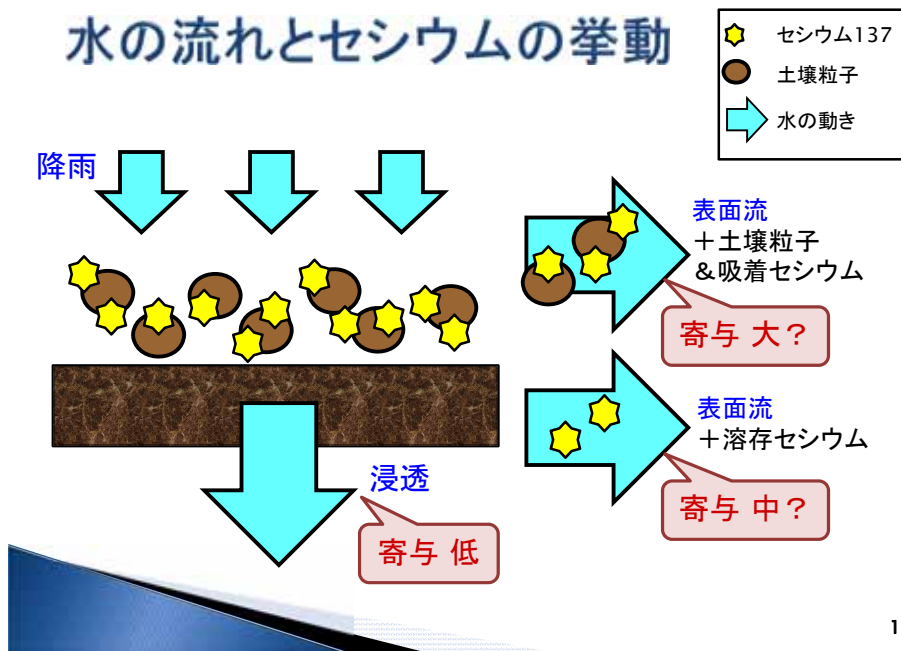 水の流れとセシウムの挙動
セシウム137
土壌粒子
水の動き
降雨
表面流
＋土壌粒子
＆吸着セシウム
寄与 大？
表面流
＋溶存セシウム
寄与 中？
浸透
寄与 低
1